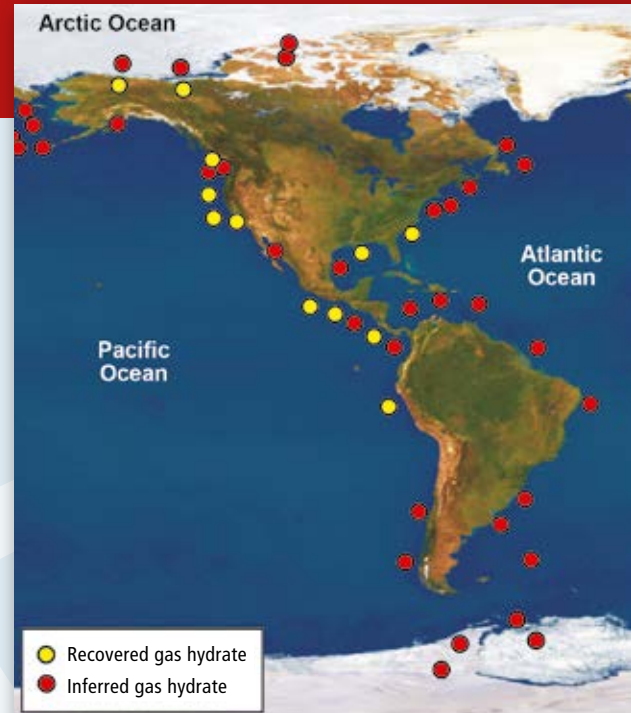 Arctic Ocean
Atlantic
Ocean
Pacific
Ocean
Recovered gas hydrate
Inferred gas hydrate